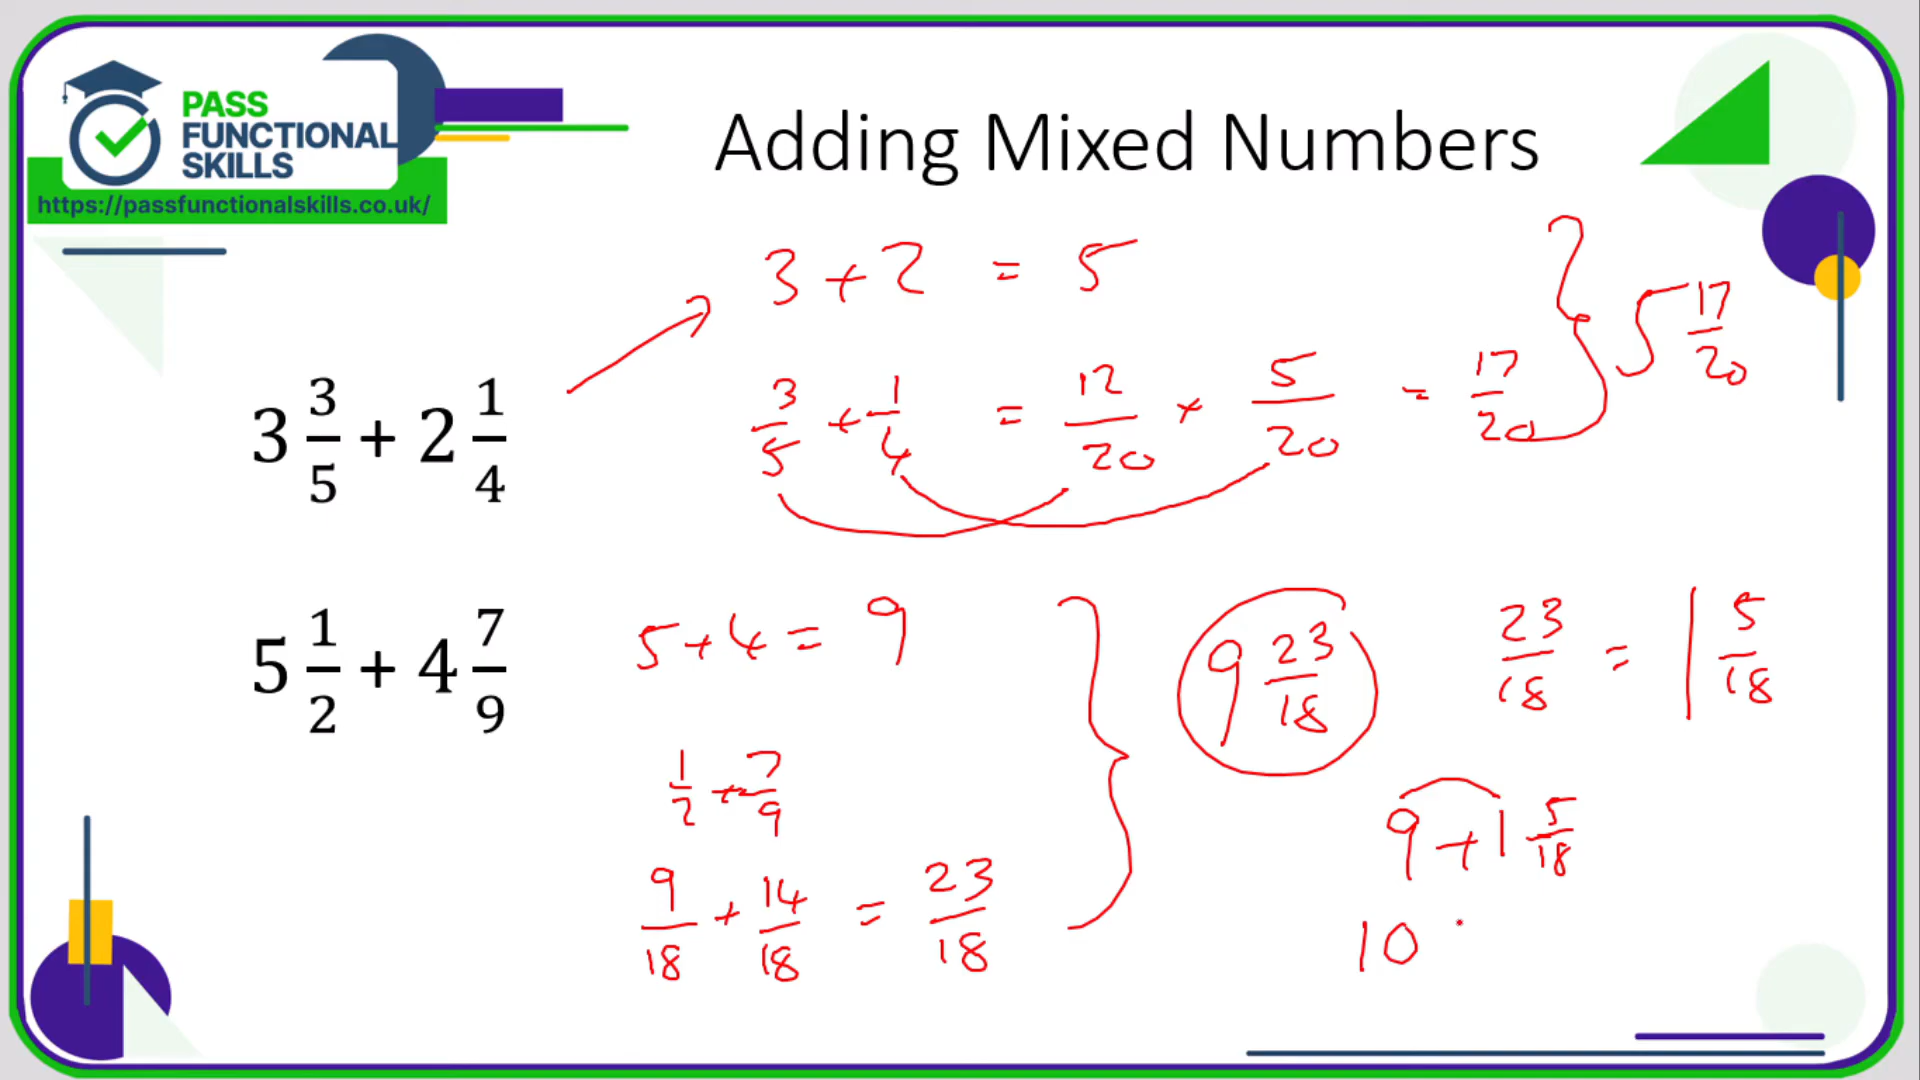 PASS
FUNCTIONAL
SKILLS
https://passfunctionalskills.co.uk/
Adding Mixed Numbers
3 3/5 + 2 1/4
3 + 2 = 5
3/5 + 1/4 = 12/20 + 5/20 = 17/20
5 17/20
5 1/2 + 4 7/9
5 + 4 = 9
1/2 + 7/9
9/18 + 14/18 = 23/18
9 23/18
23/18 = 1 5/18
9 + 1 5/18
10